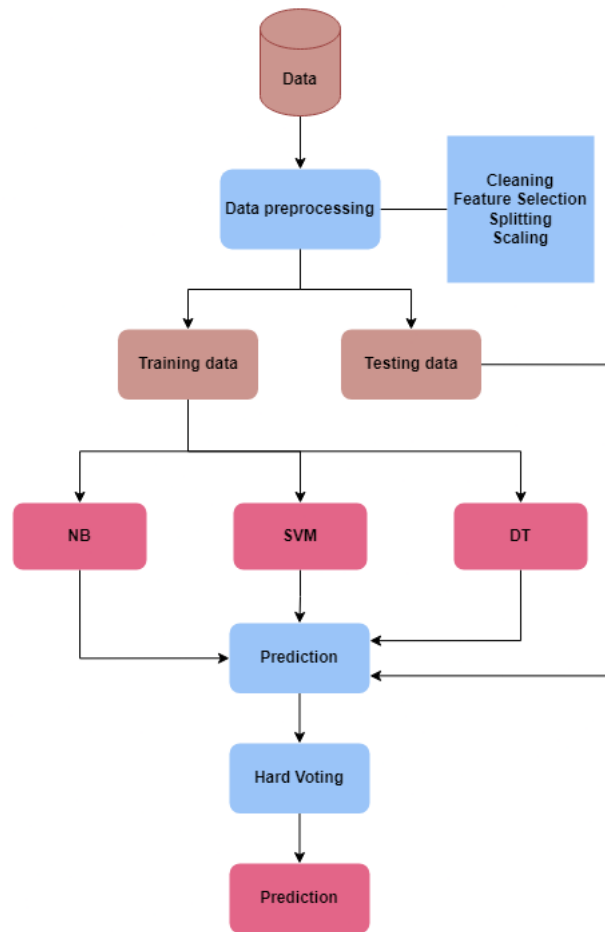 Data
Data preprocessing
Cleaning
Feature Selection
Splitting
Scaling
Training data
Testing data
NB
SVM
DT
Prediction
Hard Voting
Prediction